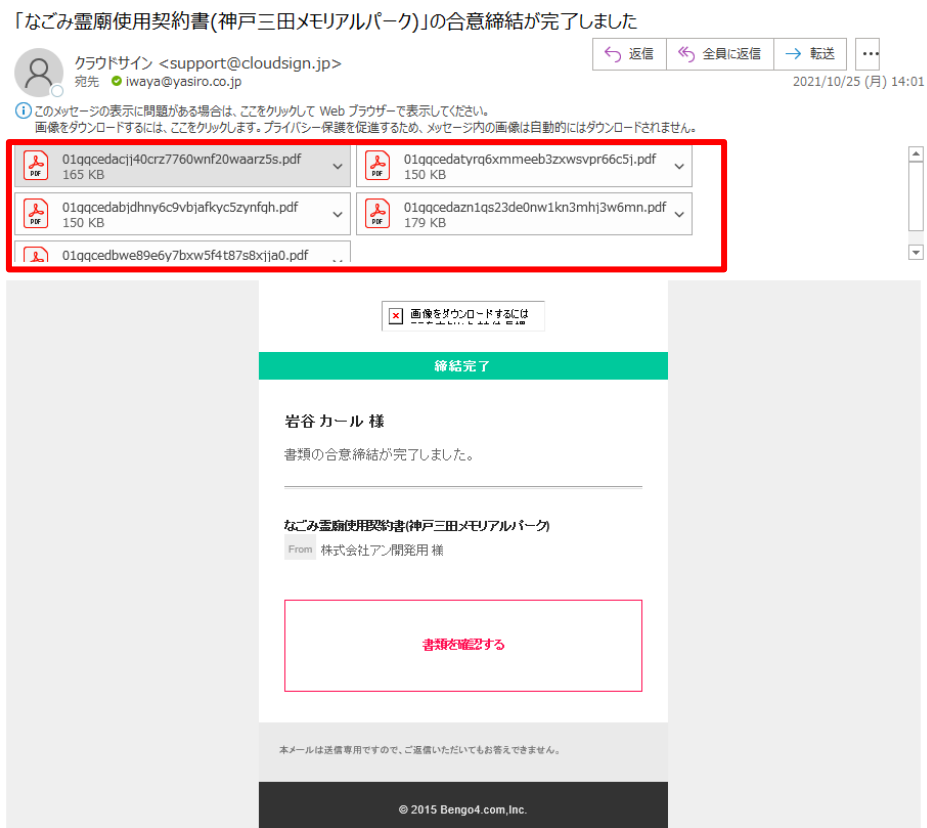 「なごみ霊廟使用契約書(神戸三田メモリアルパーク)」の合意締結が完了しました
クラウドサイン <support@cloudsign.jp>
宛先 iwaya@yasiro.co.jp
返信 全員に返信 転送 ...
2021/10/25 (月) 14:01
このメッセージの表示に問題がある場合は、ここをクリックして Web ブラウザーで表示してください。
画像をダウンロードするには、ここをクリックします。プライバシー保護を促進するため、メッセージ内の画像は自動的にはダウンロードされません。
01gqcedacjj40crz7760wnf20waarz5s.pdf
165 KB
01gqcedatyrq6xmmeeb3zxwsvpr66c5j.pdf
150 KB
01gqcedabjdhny6c9vbjafkyc5zynfqh.pdf
150 KB
01gqcedazn1qs23de0nw1kn3mhj3w6mn.pdf
179 KB
01gqcedbwe89e6y7bxw5f4t87s8xjja0.pdf
PDF
PDF
PDF
PDF
画像をダウンロードするには
締結完了
岩谷 カール 様
書類の合意締結が完了しました。
なごみ霊廟使用契約書(神戸三田メモリアルパーク)
From 株式会社アン開発用 様
書類を確認する
本メールは送信専用ですので、ご返信いただいてもお答えできません。
© 2015 Bengo4.com,Inc.